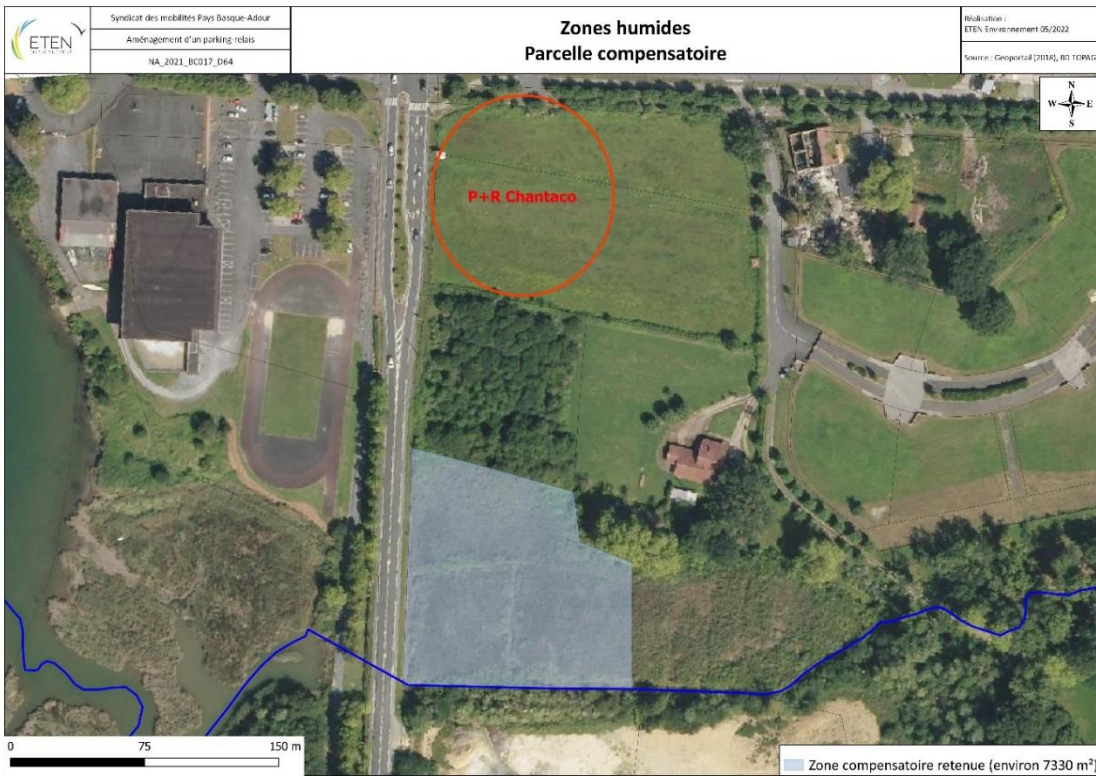 ETEN
Syndicat des mobilités Pays Basque-Adour
Aménagement d'un parking-relais
NA_2021_BC017_D64
Zones humides
Parcelle compensatoire
Réalisation :
ETEN Environnement 05/2022
Source : Geoportail (2018), BD TOPAG
N
W E
S
P+R Chantaco
0 75 150 m
Zone compensatoire retenue (environ 7330 m²)